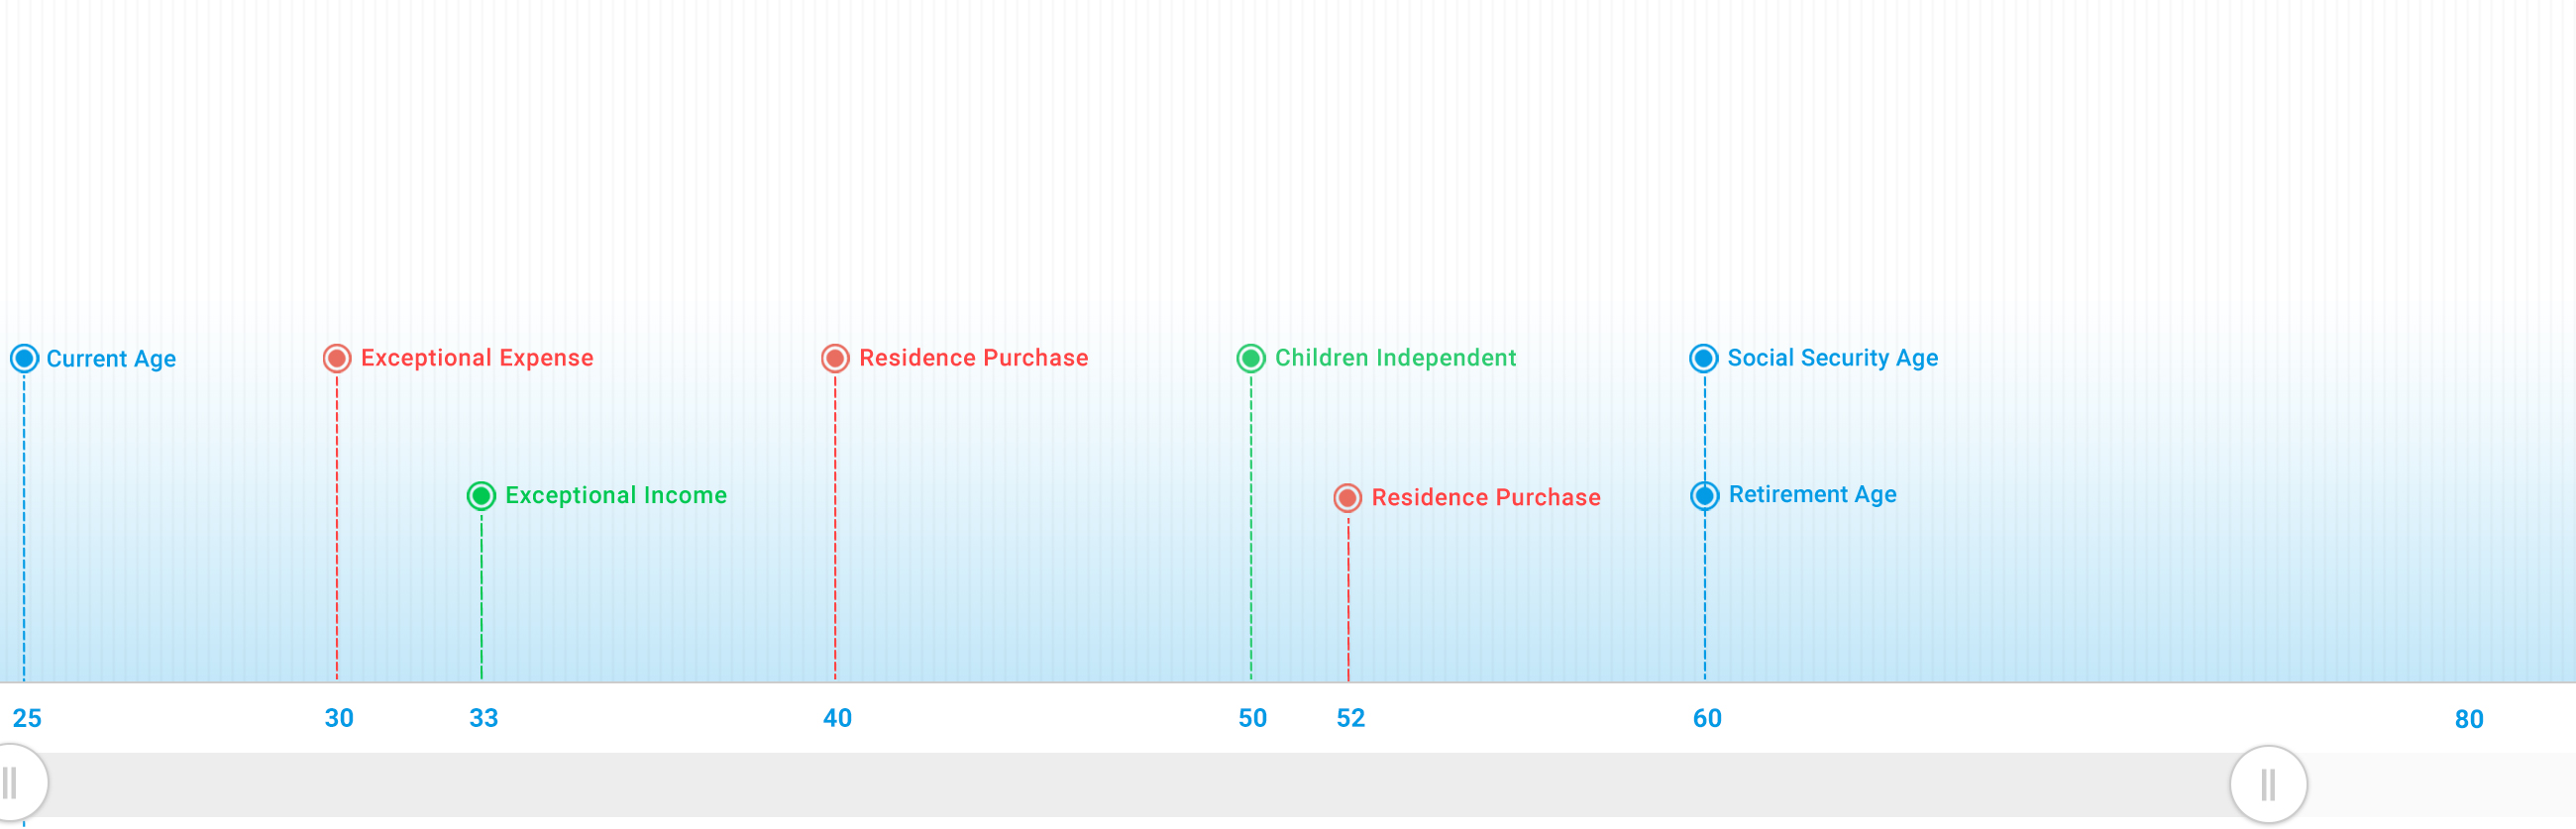 Current Age
Exceptional Expense
Residence Purchase
Children Independent
Social Security Age
Exceptional Income
Residence Purchase
Retirement Age
25 30 33 40 50 52 60 80